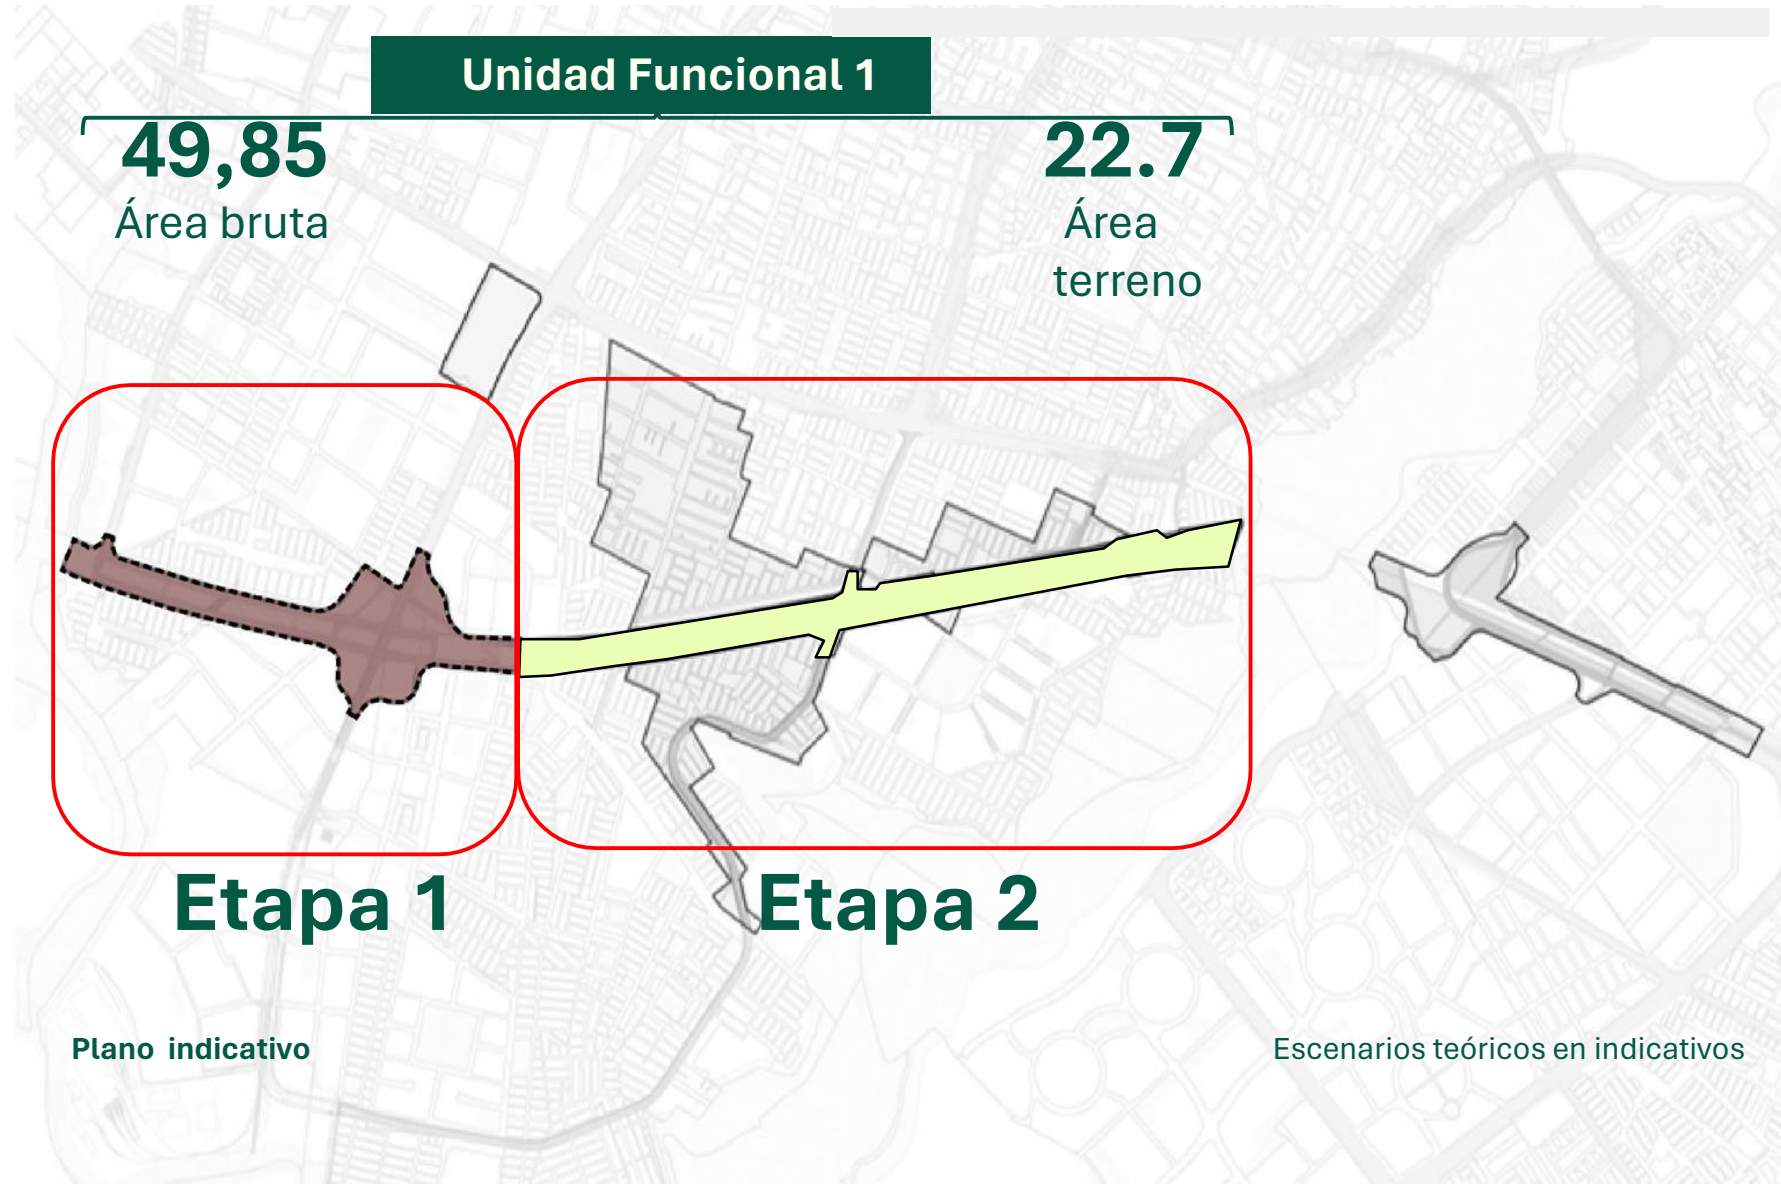 Unidad Funcional 1
49,85
Área bruta
22.7
Área
terreno
Etapa 1
Etapa 2
Plano indicativo
Escenarios teóricos en indicativos